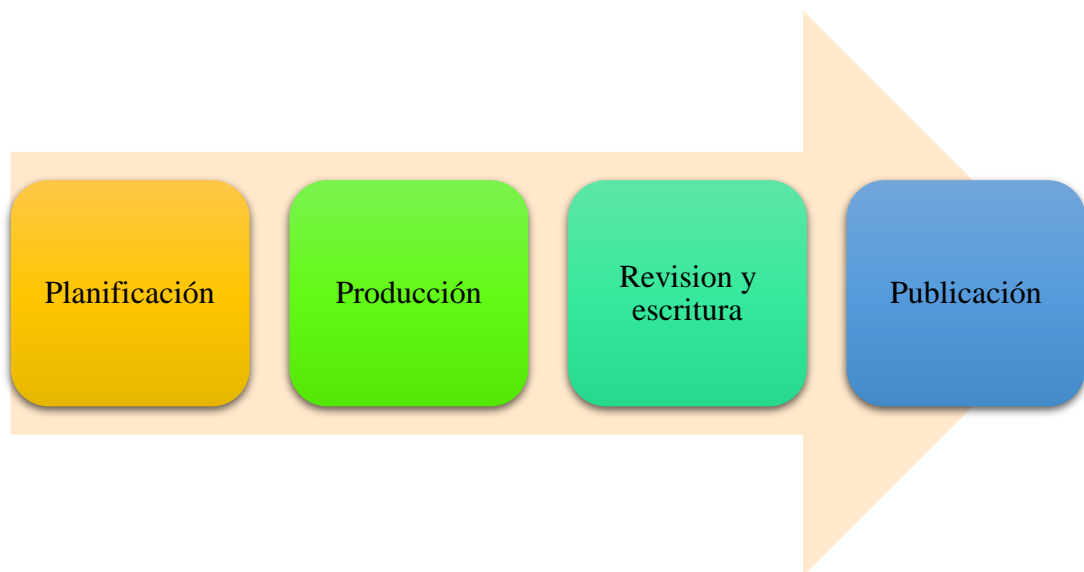 Planificación
Producción
Revision y
escritura
Publicación